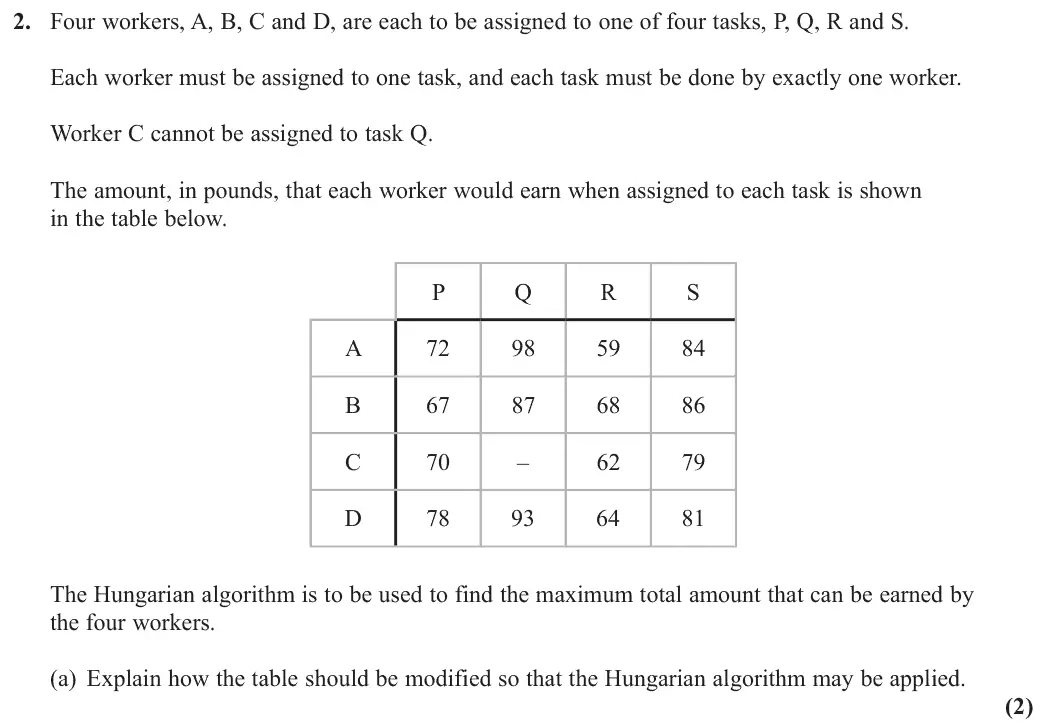 2. Four workers, A, B, C and D, are each to be assigned to one of four tasks, P, Q, R and S.
Each worker must be assigned to one task, and each task must be done by exactly one worker.
Worker C cannot be assigned to task Q.
The amount, in pounds, that each worker would earn when assigned to each task is shown
in the table below.
P Q R S
A 72 98 59 84
B 67 87 68 86
C 70 – 62 79
D 78 93 64 81
The Hungarian algorithm is to be used to find the maximum total amount that can be earned by
the four workers.
(a) Explain how the table should be modified so that the Hungarian algorithm may be applied.
(2)